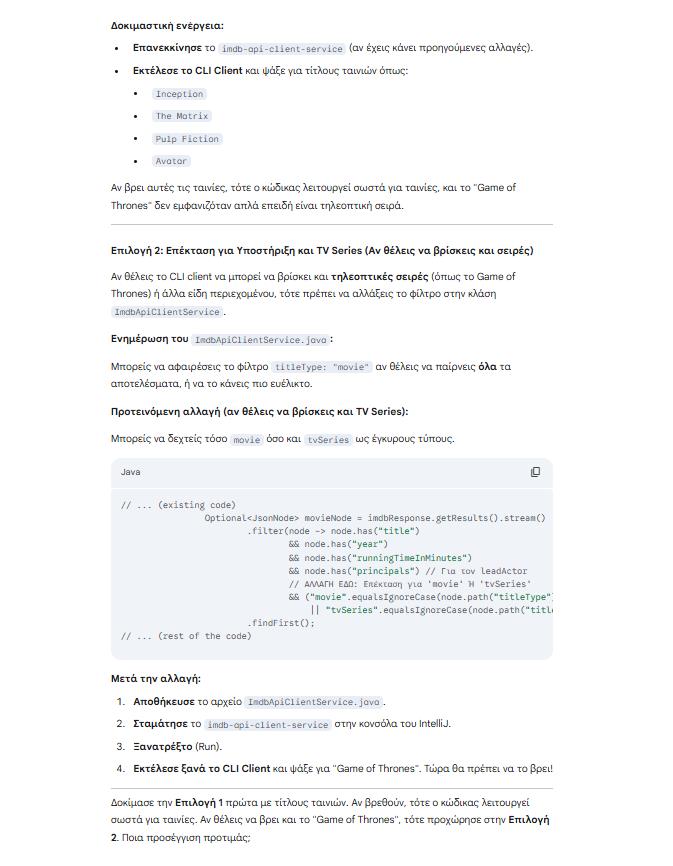 Δοκιμαστική ενέργεια:
• Επανεκκίνησε το imdb-api-client-service (αν έχεις κάνει προηγούμενες αλλαγές).
• Εκτέλεσε το CLI Client και ψάξε για τίτλους ταινιών όπως:
• Inception
• The Matrix
• Pulp Fiction
• Avatar
Αν βρει αυτές τις ταινίες, τότε ο κώδικας λειτουργεί σωστά για ταινίες, και το "Game of
Thrones" δεν εμφανιζόταν απλά επειδή είναι τηλεοπτική σειρά.
Επιλογή 2: Επέκταση για Υποστήριξη και TV Series (Αν θέλεις να βρίσκεις και σειρές)
Αν θέλεις το CLI client να μπορεί να βρίσκει και τηλεοπτικές σειρές (όπως το Game of
Thrones) ή άλλα είδη περιεχομένου, τότε πρέπει να αλλάξεις το φίλτρο στην κλάση
ImdbApiClientService.
Ενημέρωση του ImdbApiClientService.java:
Μπορείς να αφαιρέσεις το φίλτρο titleType: "movie" αν θέλεις να παίρνεις όλα τα
αποτελέσματα, ή να το κάνεις πιο ευέλικτο.
Προτεινόμενη αλλαγή (αν θέλεις να βρίσκεις και TV Series):
Μπορείς να δεχτείς τόσο movie όσο και tvSeries ως έγκυρους τύπους.
Java
// ... (existing code)
Optional<JsonNode> movieNode = imdbResponse.getResults().stream()
.filter(node -> node.has("title")
&& node.has("year")
&& node.has("runningTimeInMinutes")
&& node.has("principals") // Για τον leadActor
// ΑΛΛΑΓΗ ΕΔΩ: Επέκταση για 'movie' Ή 'tvSeries'
&& ("movie".equalsIgnoreCase(node.path("titleType")
|| "tvSeries".equalsIgnoreCase(node.path("title
.findFirst();
// ... (rest of the code)
Μετά την αλλαγή:
1. Αποθήκευσε το αρχείο ImdbApiClientService.java.
2. Σταμάτησε το imdb-api-client-service στην κονσόλα του IntelliJ.
3. Ξανατρέξτο (Run).
4. Εκτέλεσε ξανά το CLI Client και ψάξε για "Game of Thrones". Τώρα θα πρέπει να το βρει!
Δοκίμασε την Επιλογή 1 πρώτα με τίτλους ταινιών. Αν βρεθούν, τότε ο κώδικας λειτουργεί
σωστά για ταινίες. Αν θέλεις να βρει και το "Game of Thrones", τότε προχώρησε στην Επιλογή
2. Ποια προσέγγιση προτιμάς;